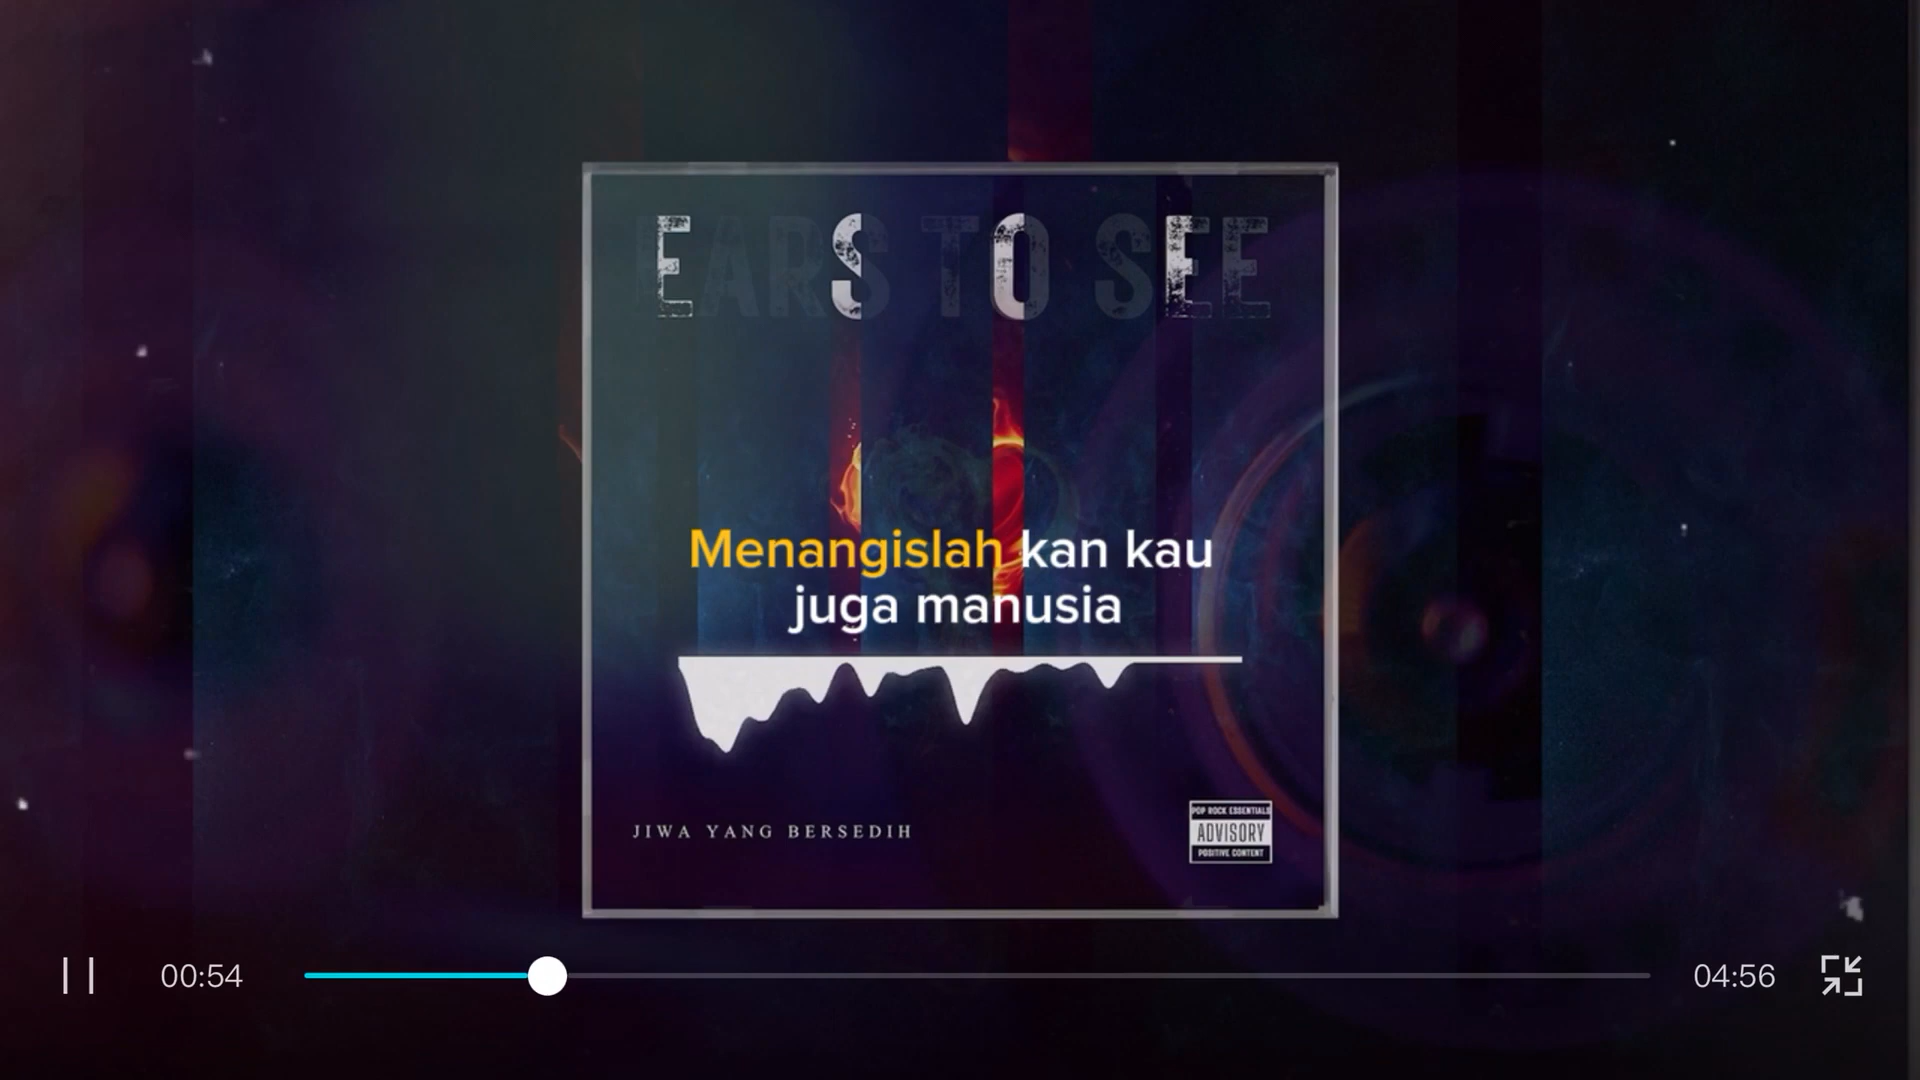 EARS TO SEE
Menangislah kan kau
juga manusia
JIWA YANG BERSEDIH
POP ROCK ESSENTIALS
ADVISORY
POSITIVE CONTENT
00:54
04:56